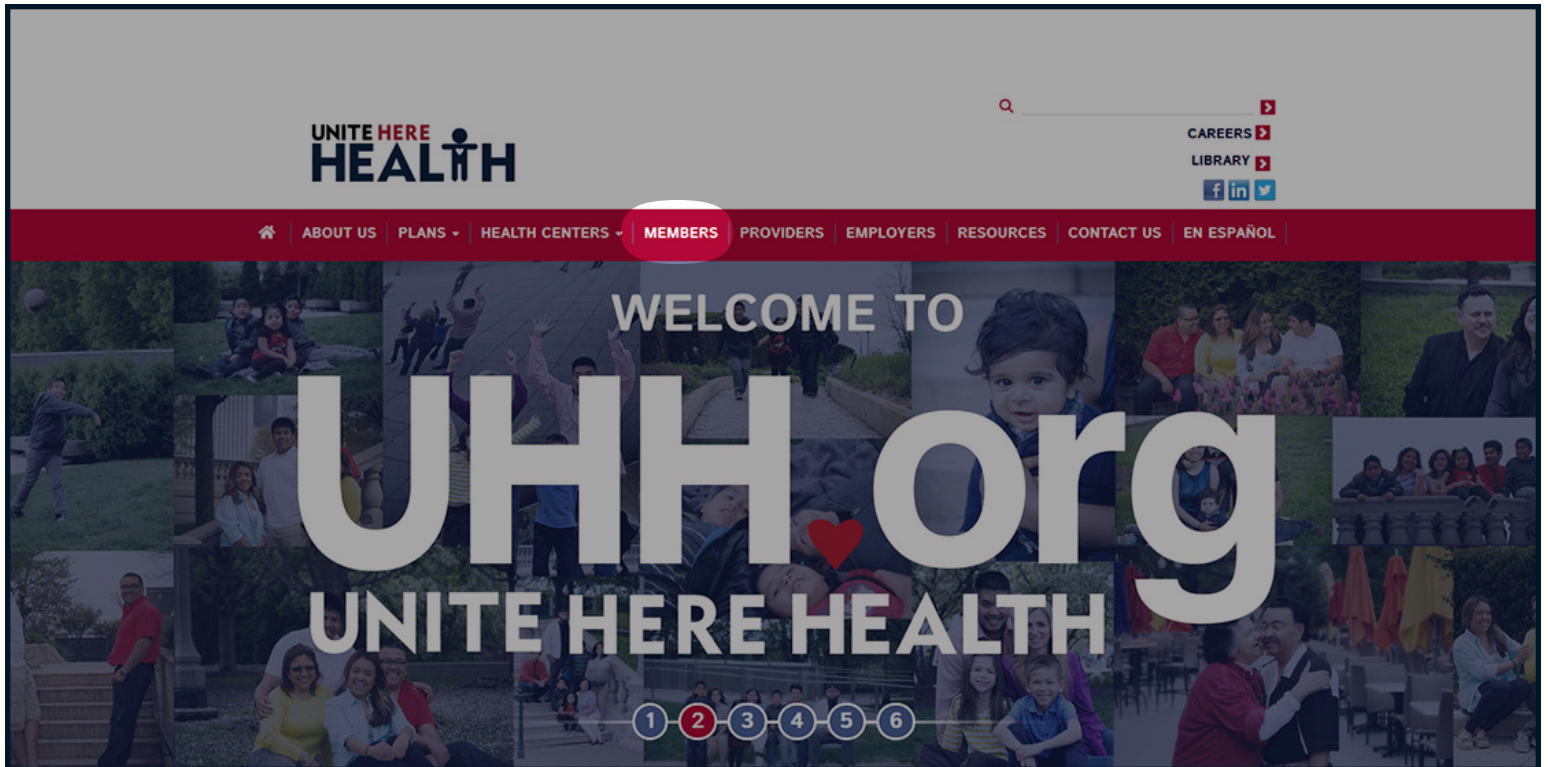 UNITE HERE
HEALTH
CAREERS
LIBRARY
f in
ABOUT US PLANS HEALTH CENTERS MEMBERS PROVIDERS EMPLOYERS RESOURCES CONTACT US EN ESPAÑOL
WELCOME TO
UHH.org
UNITE HERE HEALTH
1 2 3 4 5 6